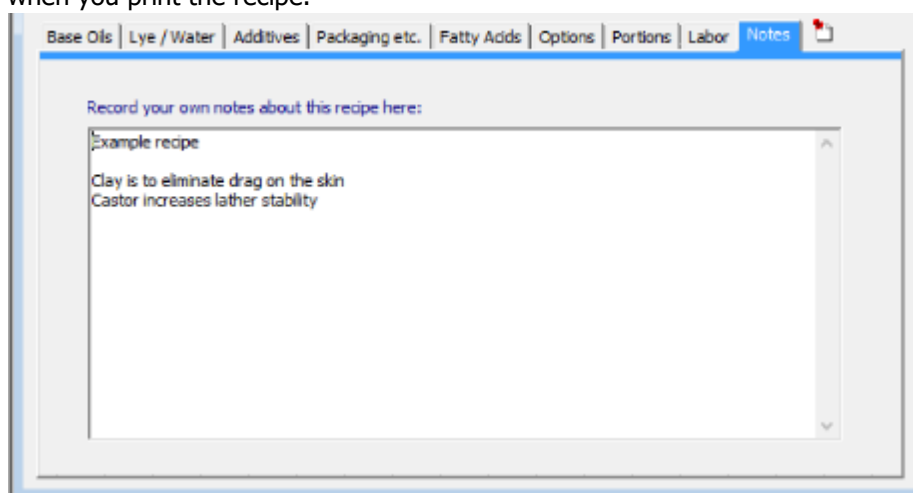 when you print the recipe.
Base Oils Lye / Water Additives Packaging etc. Fatty Acids Options Portions Labor Notes
Record your own notes about this recipe here:
Example recipe
Clay is to eliminate drag on the skin
Castor increases lather stability